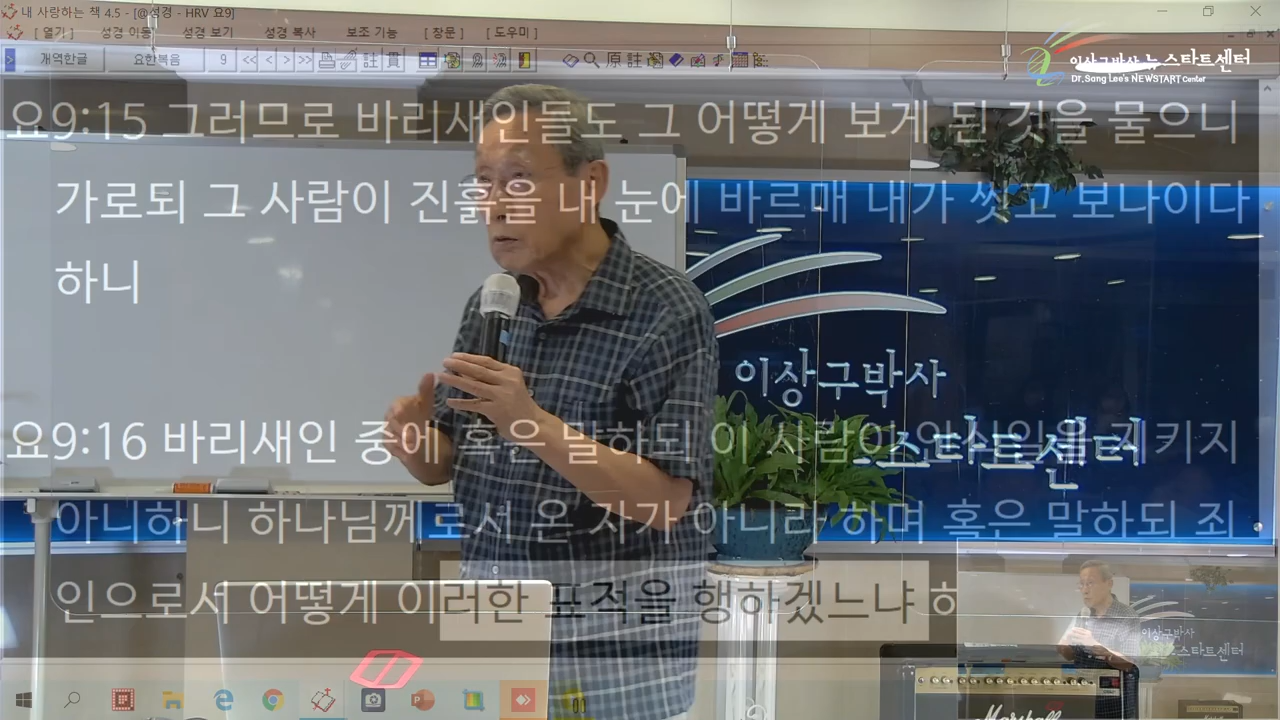 내 사랑하는 책 4.5 - [@성경 - HRV 요9]
[ 열기 ] 성경 이동 성경 보기 성경 복사 보조 기능 [ 창문 ] [ 도우미 ]
개역한글 요한복음 9 << < > >>
이상구박사 뉴스타트센터
Dr. Sang Lee's NEWSTART Center
요9:15 그러므로 바리새인들도 그 어떻게 보게 된 것을 물으니
가로되 그 사람이 진흙을 내 눈에 바르매 내가 씻고 보나이다
하니
이상구박사
스타트센터
요9:16 바리새인 중에 혹은 말하되 이 사람이 안식일을 지키지
아니하니 하나님께로서 온 자가 아니라 하며 혹은 말하되 죄
인으로서 어떻게 이러한 표적을 행하겠느냐 하
이상구박사
스타트센터
Marshall